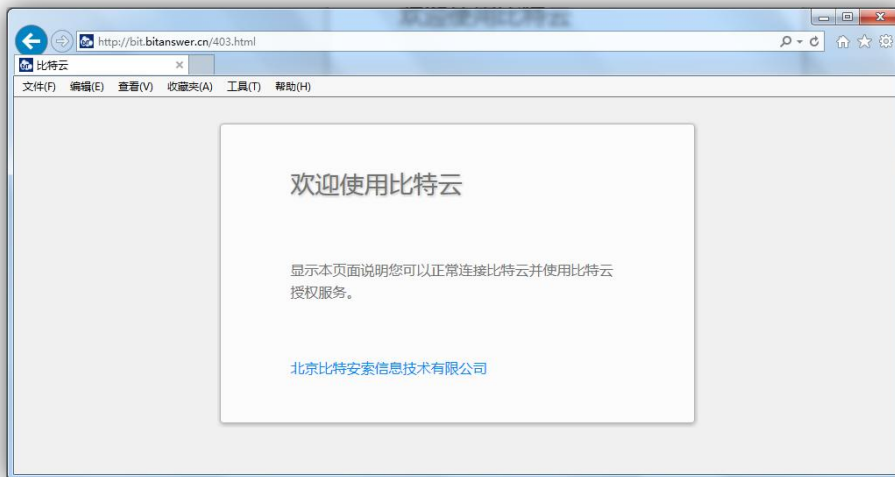 欢迎使用比特云
http://bit.bitanswer.cn/403.html
比特云
文件(F) 编辑(E) 查看(V) 收藏夹(A) 工具(T) 帮助(H)
欢迎使用比特云
显示本页面说明您可以正常连接比特云并使用比特云
授权服务。
北京比特安索信息技术有限公司